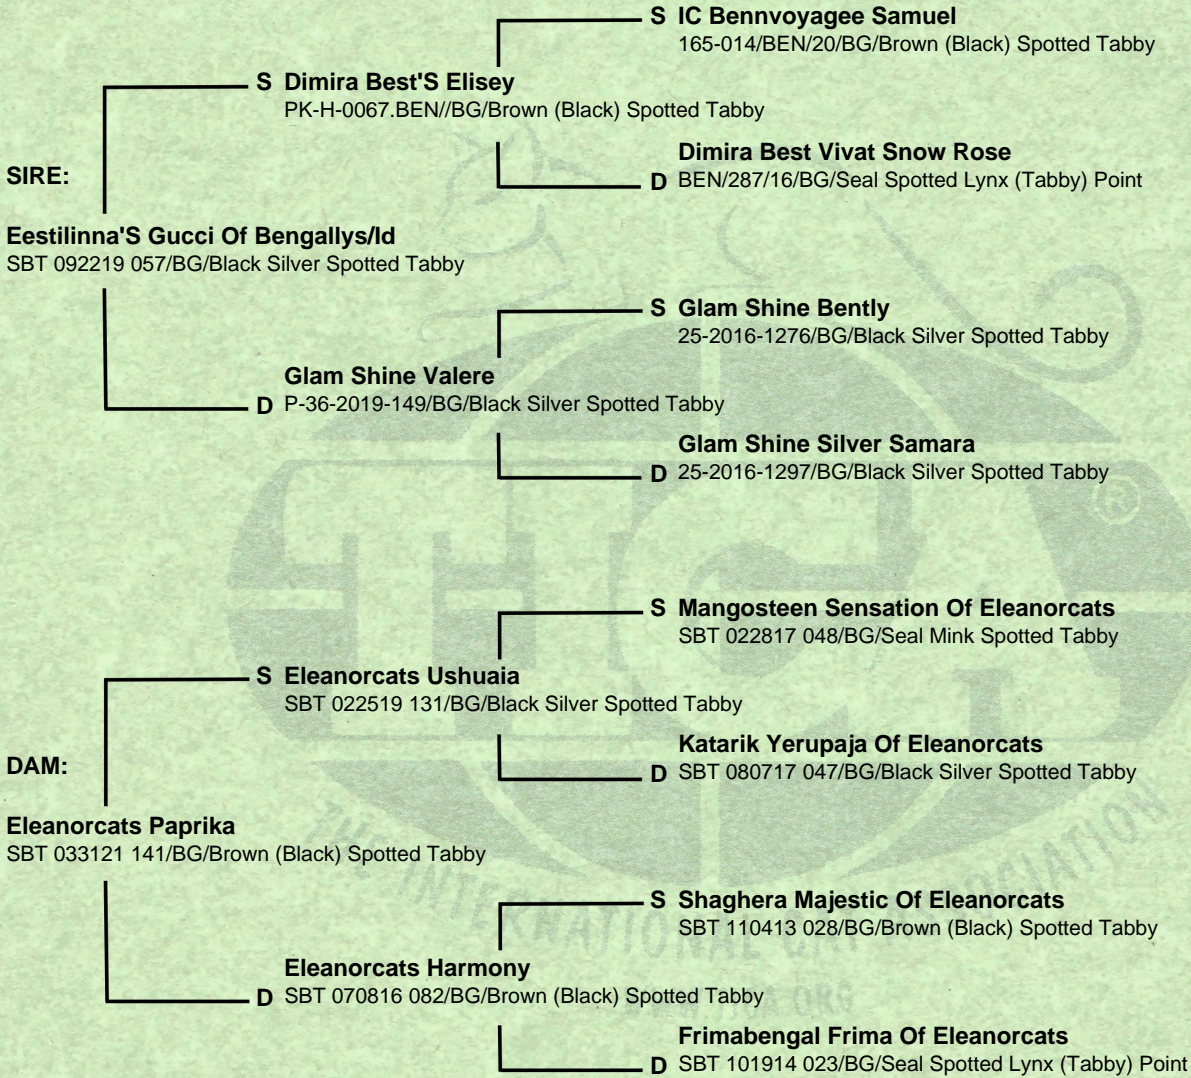 S IC Bennvoyagee Samuel
165-014/BEN/20/BG/Brown (Black) Spotted Tabby
S Dimira Best'S Elisey
PK-H-0067.BEN//BG/Brown (Black) Spotted Tabby
Dimira Best Vivat Snow Rose
D BEN/287/16/BG/Seal Spotted Lynx (Tabby) Point
SIRE:
Eestilinna'S Gucci Of Bengallys/Id
SBT 092219 057/BG/Black Silver Spotted Tabby
S Glam Shine Bently
25-2016-1276/BG/Black Silver Spotted Tabby
Glam Shine Valere
D P-36-2019-149/BG/Black Silver Spotted Tabby
Glam Shine Silver Samara
D 25-2016-1297/BG/Black Silver Spotted Tabby
S Mangosteen Sensation Of Eleanorcats
SBT 022817 048/BG/Seal Mink Spotted Tabby
S Eleanorcats Ushuaia
SBT 022519 131/BG/Black Silver Spotted Tabby
Katarik Yerupaja Of Eleanorcats
D SBT 080717 047/BG/Black Silver Spotted Tabby
DAM:
Eleanorcats Paprika
SBT 033121 141/BG/Brown (Black) Spotted Tabby
S Shaghera Majestic Of Eleanorcats
SBT 110413 028/BG/Brown (Black) Spotted Tabby
Eleanorcats Harmony
D SBT 070816 082/BG/Brown (Black) Spotted Tabby
Frimabengal Frima Of Eleanorcats
D SBT 101914 023/BG/Seal Spotted Lynx (Tabby) Point
TICA
®
THE INTERNATIONAL CAT ASSOCIATION
WWW.TICA.ORG